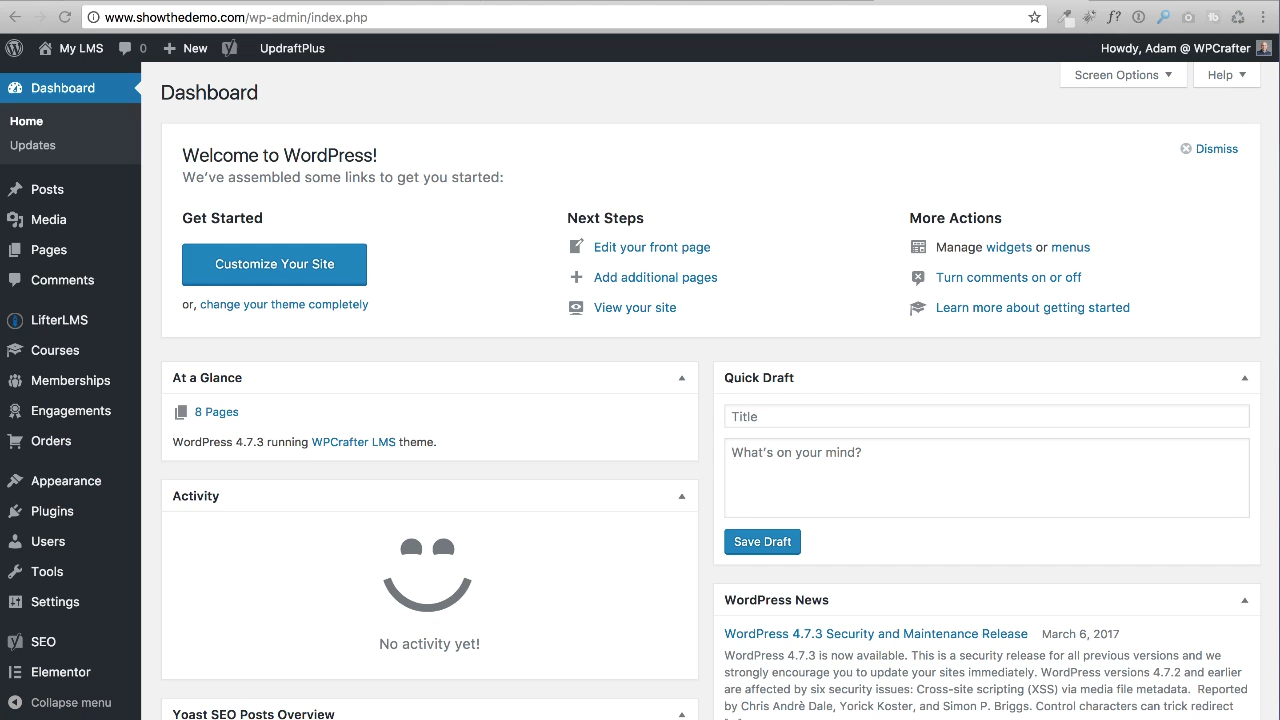 www.showthedemo.com/wp-admin/index.php
My LMS 0 New UpdraftPlus Howdy, Adam @ WPCrafter
Dashboard
Home
Updates
Posts
Media
Pages
Comments
LifterLMS
Courses
Memberships
Engagements
Orders
Appearance
Plugins
Users
Tools
Settings
SEO
Elementor
Collapse menu
Screen Options Help
Dashboard
Welcome to WordPress!
Dismiss
We've assembled some links to get you started:
Get Started
Customize Your Site
or, change your theme completely
Next Steps
Edit your front page
Add additional pages
View your site
More Actions
Manage widgets or menus
Turn comments on or off
Learn more about getting started
At a Glance
8 Pages
WordPress 4.7.3 running WPCrafter LMS theme.
Activity
No activity yet!
Yoast SEO Posts Overview
Quick Draft
Title
What's on your mind?
Save Draft
WordPress News
WordPress 4.7.3 Security and Maintenance Release March 6, 2017
WordPress 4.7.3 is now available. This is a security release for all previous versions and we
strongly encourage you to update your sites immediately. WordPress versions 4.7.2 and earlier
are affected by six security issues: Cross-site scripting (XSS) via media file metadata. Reported
by Chris Andrè Dale, Yorick Koster, and Simon P. Briggs. Control characters can trick redirect